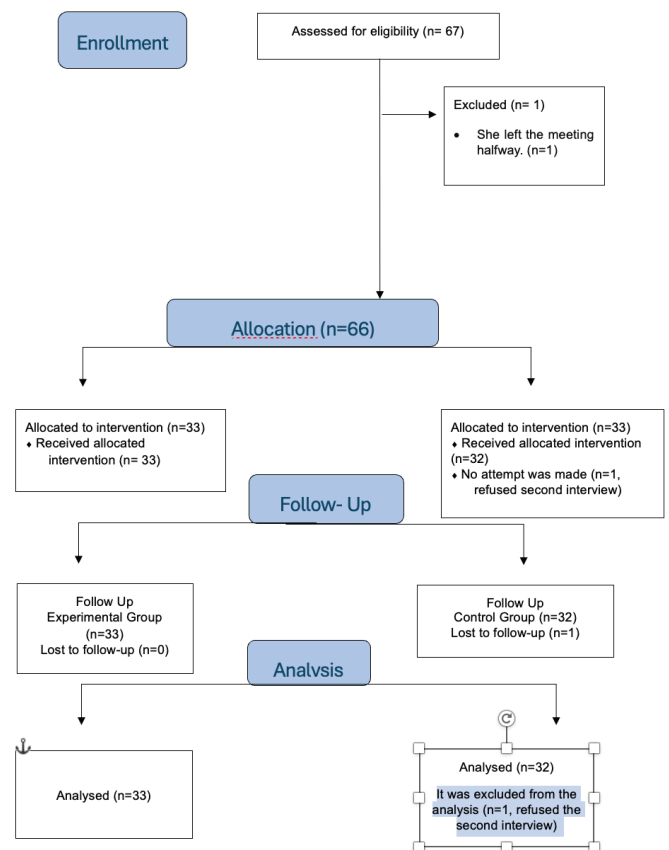 Enrollment
Assessed for eligibility (n= 67)
Excluded (n= 1)
• She left the meeting
halfway. (n=1)
Allocation (n=66)
Allocated to intervention (n=33)
♦ Received allocated
intervention (n= 33)
Allocated to intervention (n=33)
♦ Received allocated intervention
(n=32)
♦ No attempt was made (n=1,
refused second interview)
Follow- Up
Follow Up
Experimental Group
(n=33)
Lost to follow-up (n=0)
Follow Up
Control Group (n=32)
Lost to follow-up (n=1)
Analysis
Analysed (n=33)
Analysed (n=32)
It was excluded from the
analysis (n=1, refused the
second interview)